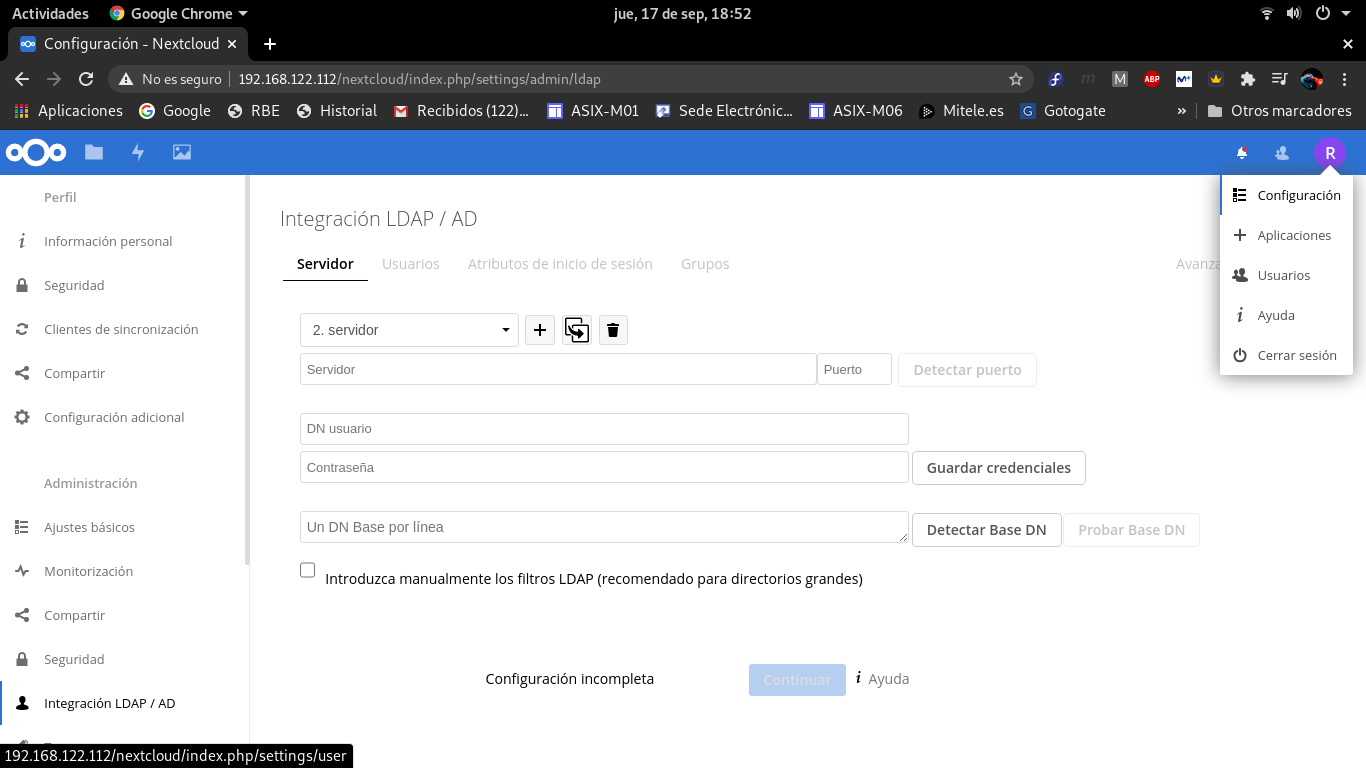 Actividades Google Chrome jue, 17 de sep, 18:52
Configuración - Nextcloud
No es seguro 192.168.122.112/nextcloud/index.php/settings/admin/ldap
M ABP
Aplicaciones Google RBE Historial Recibidos (122)... ASIX-M01 Sede Electrónic... ASIX-M06 Mitele.es Gotogate » Otros marcadores
R
Perfil
Información personal
Seguridad
Clientes de sincronización
Compartir
Configuración adicional
Administración
Ajustes básicos
Monitorización
Compartir
Seguridad
Integración LDAP / AD
Integración LDAP / AD
Servidor Usuarios Atributos de inicio de sesión Grupos Avanza
2. servidor
Servidor Puerto Detectar puerto
DN usuario
Contraseña Guardar credenciales
Un DN Base por línea Detectar Base DN Probar Base DN
Introduzca manualmente los filtros LDAP (recomendado para directorios grandes)
Configuración incompleta Continuar i Ayuda
Configuración
Aplicaciones
Usuarios
Ayuda
Cerrar sesión
192.168.122.112/nextcloud/index.php/settings/user